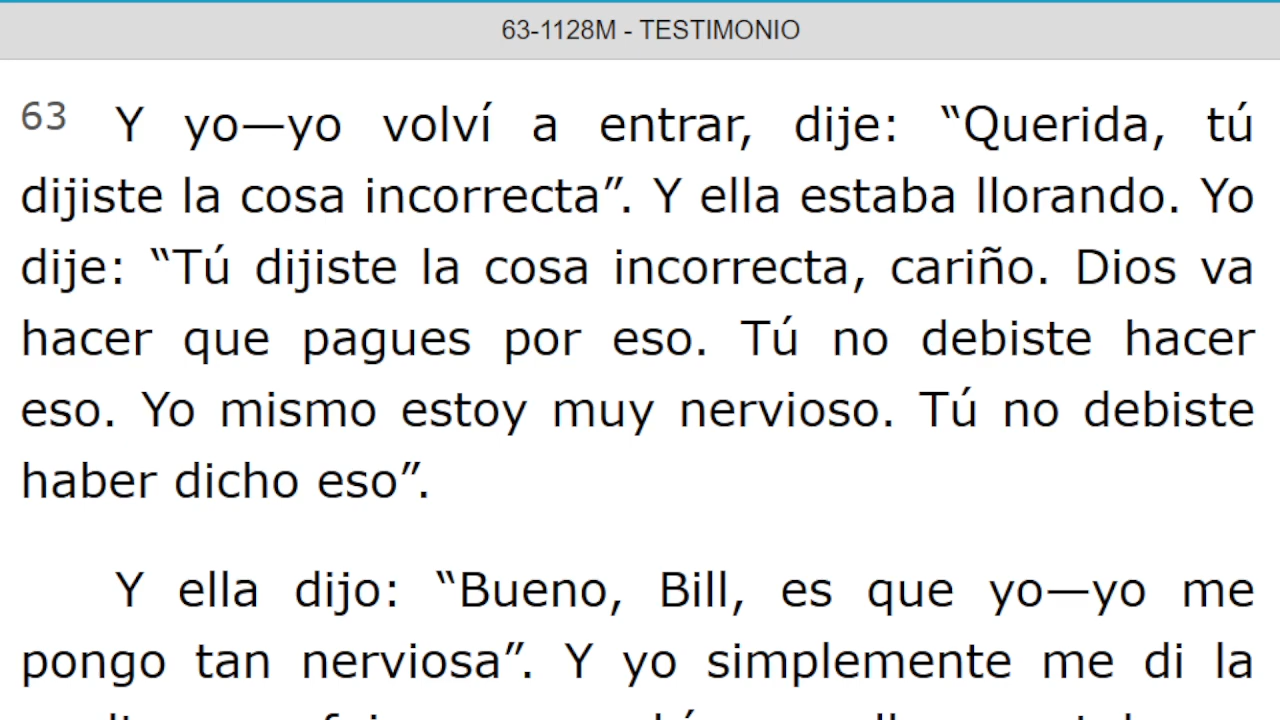 63-1128M - TESTIMONIO
63 Y yo—yo volví a entrar, dije: “Querida, tú
dijiste la cosa incorrecta”. Y ella estaba llorando. Yo
dije: “Tú dijiste la cosa incorrecta, cariño. Dios va
hacer que pagues por eso. Tú no debiste hacer
eso. Yo mismo estoy muy nervioso. Tú no debiste
haber dicho eso”.
Y ella dijo: “Bueno, Bill, es que yo—yo me
pongo tan nerviosa”. Y yo simplemente me di la